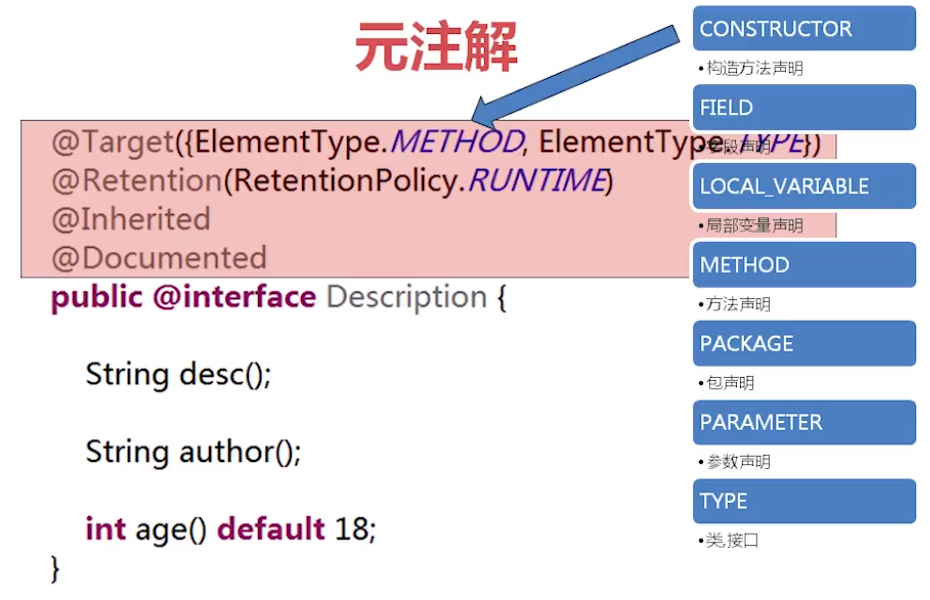 元注解
@Target({ElementType.METHOD, ElementType.TYPE})
@Retention(RetentionPolicy.RUNTIME)
@Inherited
@Documented
public @interface Description {
String desc();
String author();
int age() default 18;
}
CONSTRUCTOR
•构造方法声明
FIELD
•字段声明
LOCAL_VARIABLE
•局部变量声明
METHOD
•方法声明
PACKAGE
•包声明
PARAMETER
•参数声明
TYPE
•类,接口